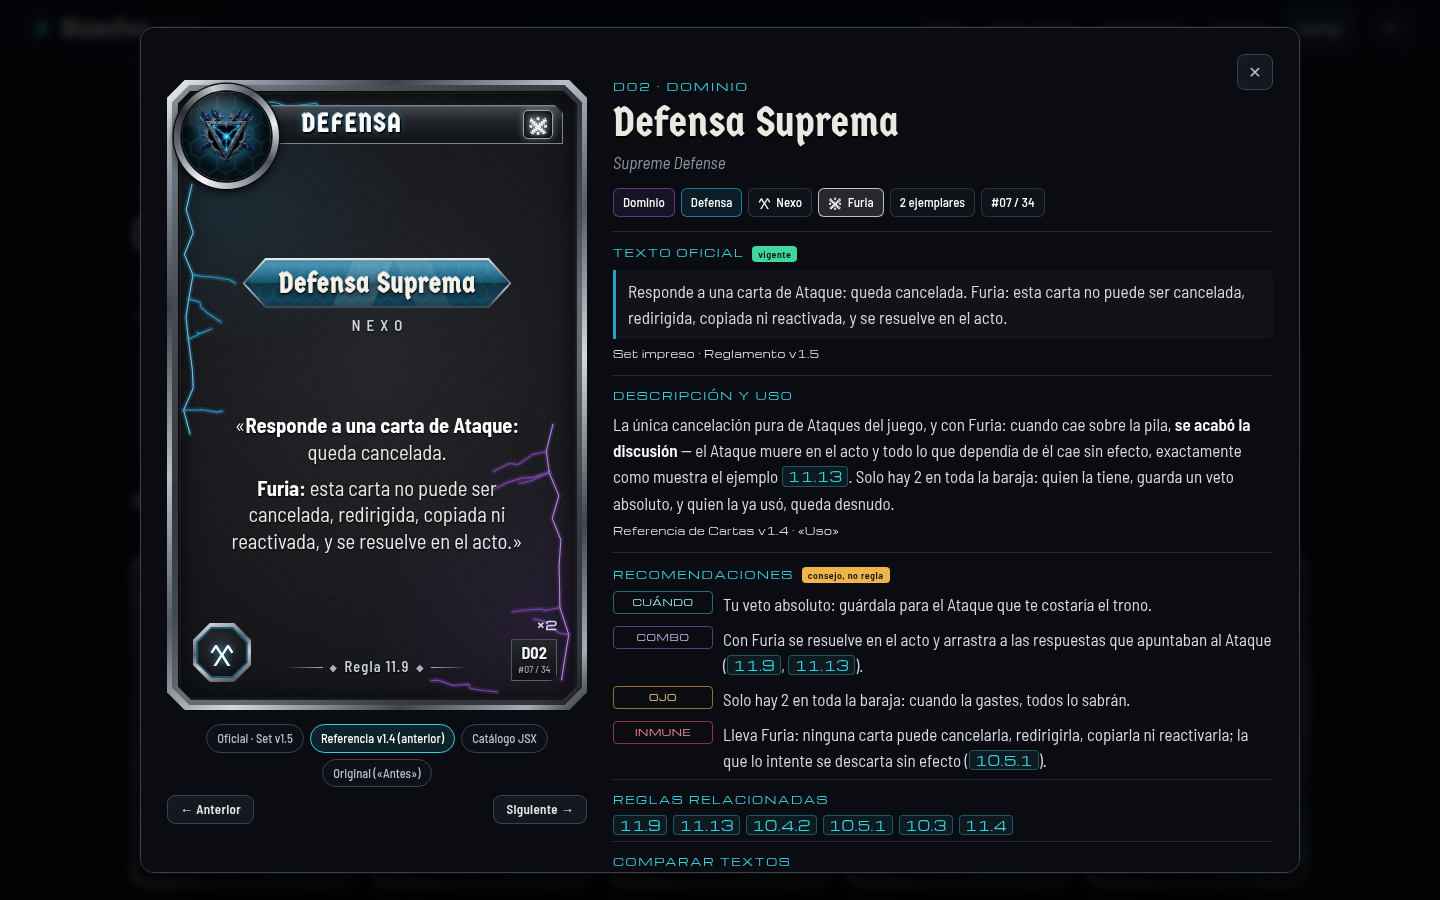 DEFENSA
Defensa Suprema
NEXO
«Responde a una carta de Ataque:
queda cancelada.
Furia: esta carta no puede ser
cancelada, redirigida, copiada ni
reactivada, y se resuelve en el acto.»
×2
D02
#07 / 34
Regla 11.9
Oficial · Set v1.5
Referencia v1.4 (anterior)
Catálogo JSX
Original («Antes»)
← Anterior
Siguiente →
✕
D02 · DOMINIO
Defensa Suprema
Supreme Defense
Dominio
Defensa
Nexo
Furia
2 ejemplares
#07 / 34
TEXTO OFICIAL vigente
Responde a una carta de Ataque: queda cancelada. Furia: esta carta no puede ser cancelada,
redirigida, copiada ni reactivada, y se resuelve en el acto.
Set impreso · Reglamento v1.5
DESCRIPCIÓN Y USO
La única cancelación pura de Ataques del juego, y con Furia: cuando cae sobre la pila, se acabó la
discusión — el Ataque muere en el acto y todo lo que dependía de él cae sin efecto, exactamente
como muestra el ejemplo 11.13. Solo hay 2 en toda la baraja: quien la tiene, guarda un veto
absoluto, y quien la ya usó, queda desnudo.
Referencia de Cartas v1.4 · «Uso»
RECOMENDACIONES consejo, no regla
CUÁNDO Tu veto absoluto: guárdala para el Ataque que te costaría el trono.
COMBO Con Furia se resuelve en el acto y arrastra a las respuestas que apuntaban al Ataque
(11.9, 11.13).
OJO Solo hay 2 en toda la baraja: cuando la gastes, todos lo sabrán.
INMUNE Lleva Furia: ninguna carta puede cancelarla, redirigirla, copiarla ni reactivarla; la
que lo intente se descarta sin efecto (10.5.1).
REGLAS RELACIONADAS
11.9 11.13 10.4.2 10.5.1 10.3 11.4
COMPARAR TEXTOS